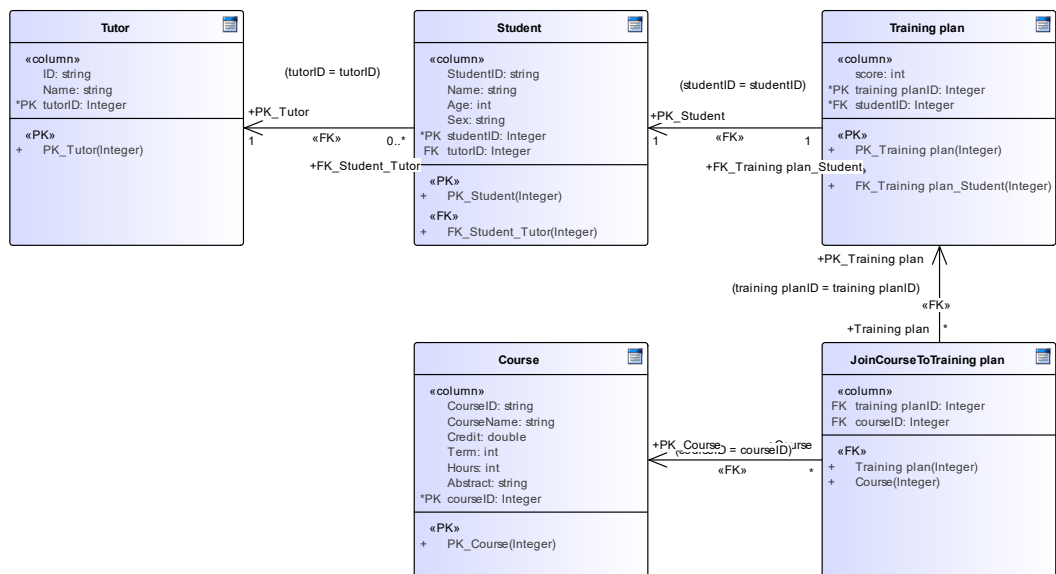 Tutor
«column»
ID: string
Name: string
*PK tutorID: Integer
«PK»
+ PK_Tutor(Integer)
(tutorID = tutorID)
+PK_Tutor
1
«FK»
0..*
+FK_Student_Tutor
Student
«column»
StudentID: string
Name: string
Age: int
Sex: string
*PK studentID: Integer
FK tutorID: Integer
«PK»
+ PK_Student(Integer)
«FK»
+ FK_Student_Tutor(Integer)
(studentID = studentID)
+PK_Student
1
«FK»
1
+FK_Training plan_Student
Training plan
«column»
score: int
*PK training planID: Integer
*FK studentID: Integer
«PK»
+ PK_Training plan(Integer)
+ FK_Training plan_Student(Integer)
+PK_Training plan
(training planID = training planID)
«FK»
+Training plan *
Course
«column»
CourseID: string
CourseName: string
Credit: double
Term: int
Hours: int
Abstract: string
*PK courseID: Integer
«PK»
+ PK_Course(Integer)
+PK_Course
= courseID)
«FK»
*
JoinCourseToTraining plan
«column»
FK training planID: Integer
FK courseID: Integer
«FK»
+ Training plan(Integer)
+ Course(Integer)